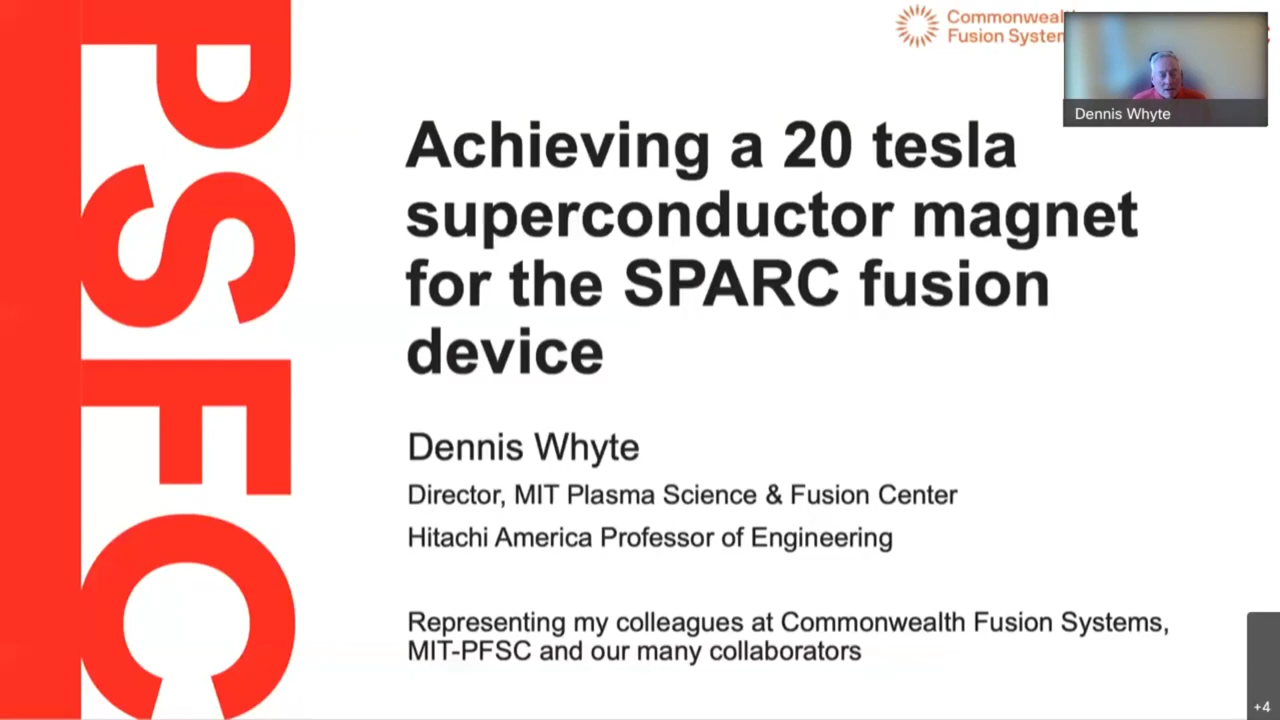 PSFC
Commonweal
Fusion System
Dennis Whyte
Achieving a 20 tesla
superconductor magnet
for the SPARC fusion
device
Dennis Whyte
Director, MIT Plasma Science & Fusion Center
Hitachi America Professor of Engineering
Representing my colleagues at Commonwealth Fusion Systems,
MIT-PFSC and our many collaborators
+4